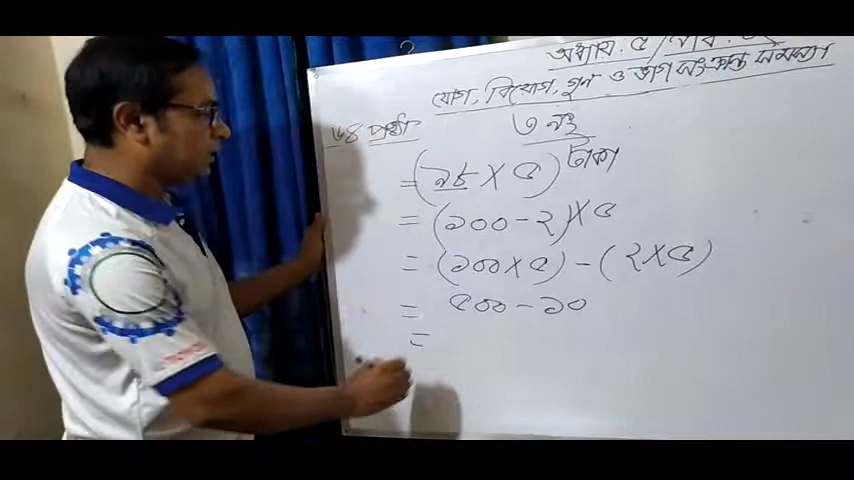 অধ্যায় : ৫
যোগ, বিয়োগ, গুন ও ভাগ সংক্রান্ত সমস্যা
৬৪ পৃষ্ঠা
৩ নং
= (৯৮ × ৫) টাকা
= (১০০ - ২) × ৫
= (১০০ × ৫) - (২ × ৫)
= ৫০০ - ১০
=